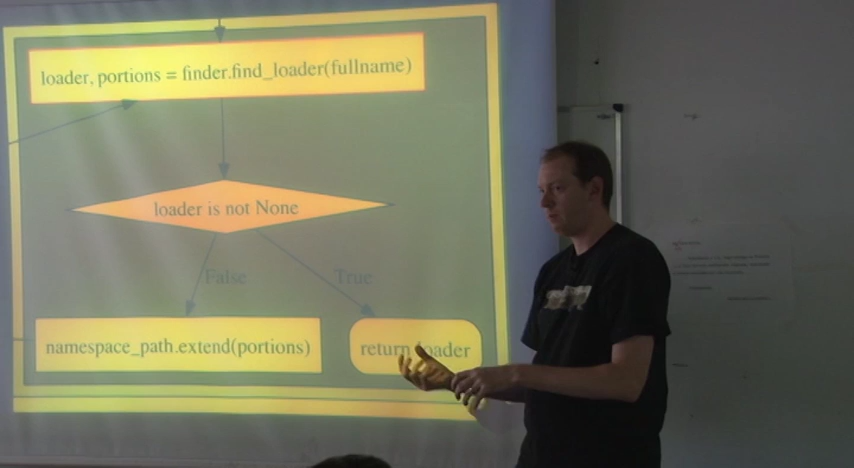 loader, portions = finder.find_loader(fullname)
loader is not None
False
True
namespace_path.extend(portions)
return loader